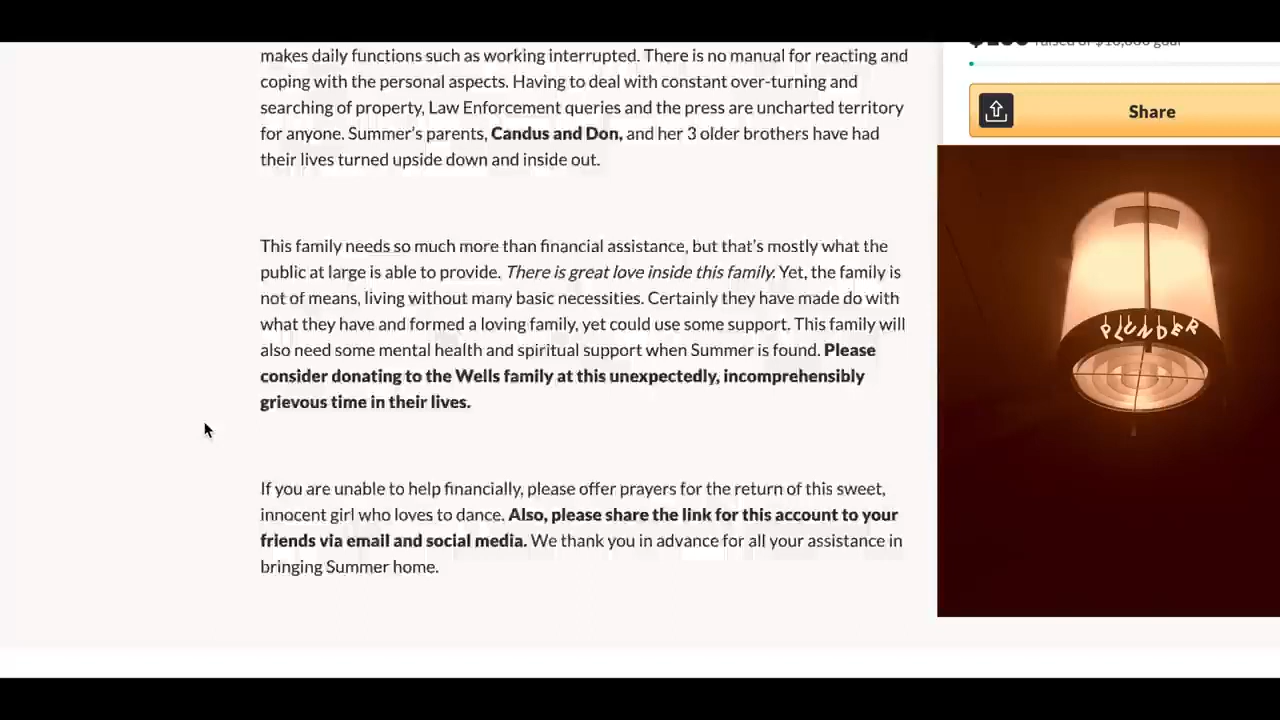 makes daily functions such as working interrupted. There is no manual for reacting and
coping with the personal aspects. Having to deal with constant over-turning and
searching of property, Law Enforcement queries and the press are uncharted territory
for anyone. Summer's parents, Candus and Don, and her 3 older brothers have had
their lives turned upside down and inside out.
This family needs so much more than financial assistance, but that's mostly what the
public at large is able to provide. There is great love inside this family. Yet, the family is
not of means, living without many basic necessities. Certainly they have made do with
what they have and formed a loving family, yet could use some support. This family will
also need some mental health and spiritual support when Summer is found. Please
consider donating to the Wells family at this unexpectedly, incomprehensibly
grievous time in their lives.
If you are unable to help financially, please offer prayers for the return of this sweet,
innocent girl who loves to dance. Also, please share the link for this account to your
friends via email and social media. We thank you in advance for all your assistance in
bringing Summer home.
raised of $10,000 goal
Share
PLUNDER